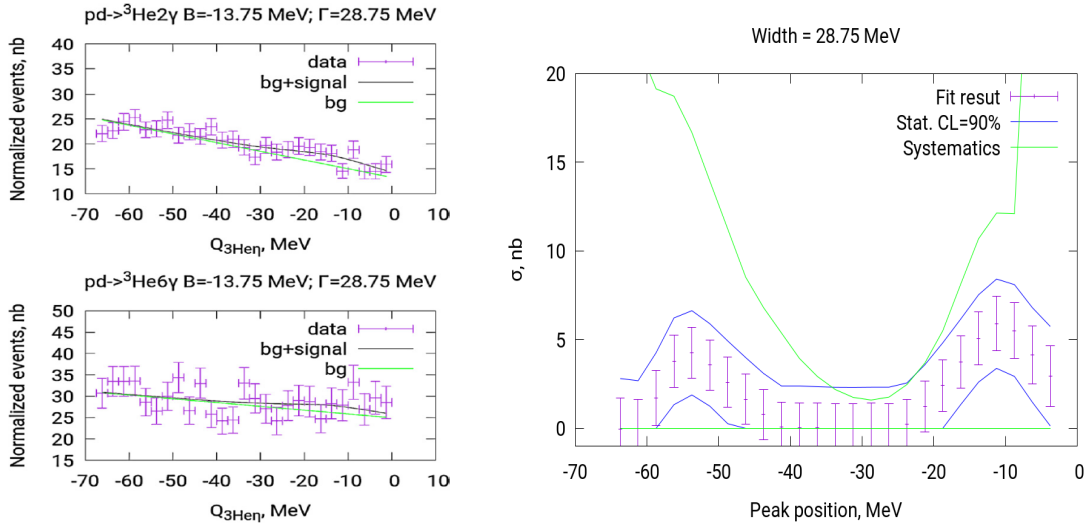 pd->³He2γ B=-13.75 MeV; Γ=28.75 MeV
Normalized events, nb
40
35
30
25
20
15
10
data
bg+signal
bg
-70 -60 -50 -40 -30 -20 -10 0 10
Q3Heη, MeV
pd->³He6γ B=-13.75 MeV; Γ=28.75 MeV
Normalized events, nb
50
45
40
35
30
25
20
15
data
bg+signal
bg
-70 -60 -50 -40 -30 -20 -10 0 10
Q3Heη, MeV
Width = 28.75 MeV
σ, nb
20
15
10
5
0
Fit resut
Stat. CL=90%
Systematics
-70 -60 -50 -40 -30 -20 -10 0
Peak position, MeV